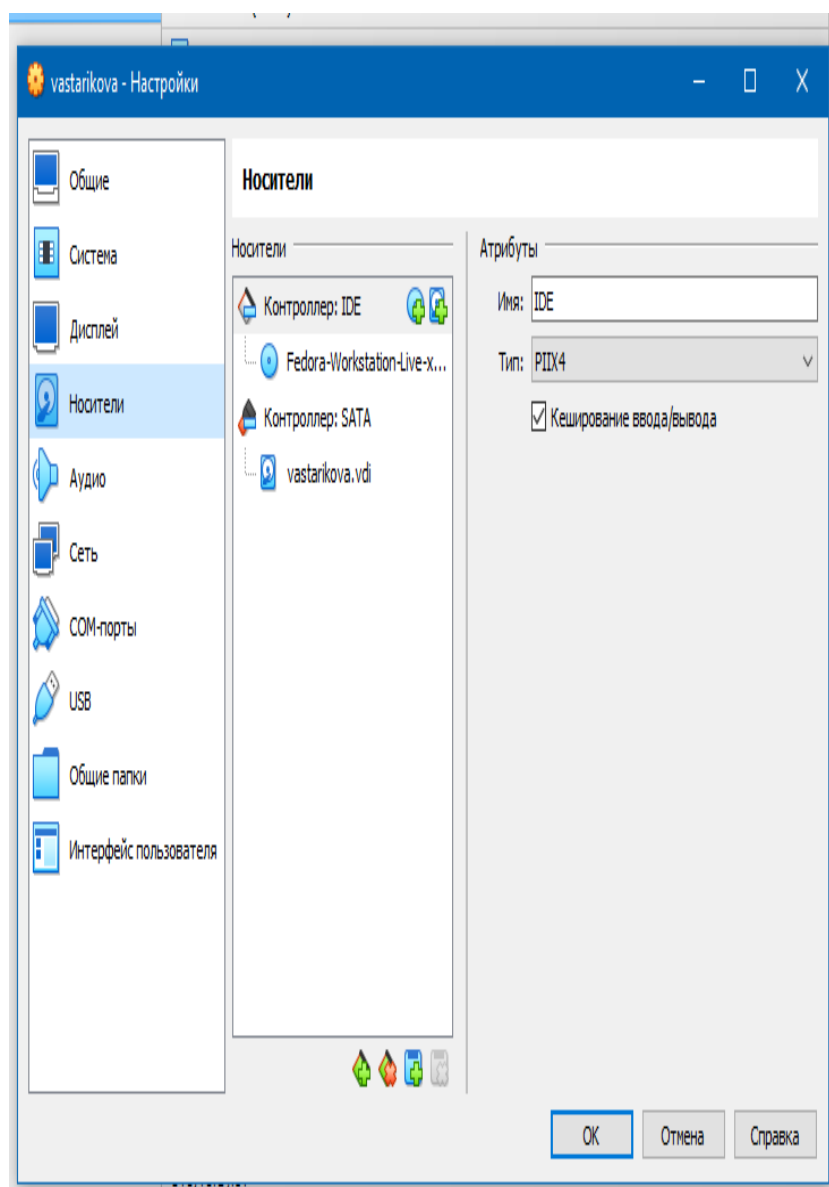 vastarikova - Настройки
Общие
Система
Дисплей
Носители
Аудио
Сеть
COM-порты
USB
Общие папки
Интерфейс пользователя
Носители
Носители
Контроллер: IDE
Fedora-Workstation-Live-x...
Контроллер: SATA
vastarikova.vdi
Атрибуты
Имя: IDE
Тип: PIIX4
Кеширование ввода/вывода
OK Отмена Справка